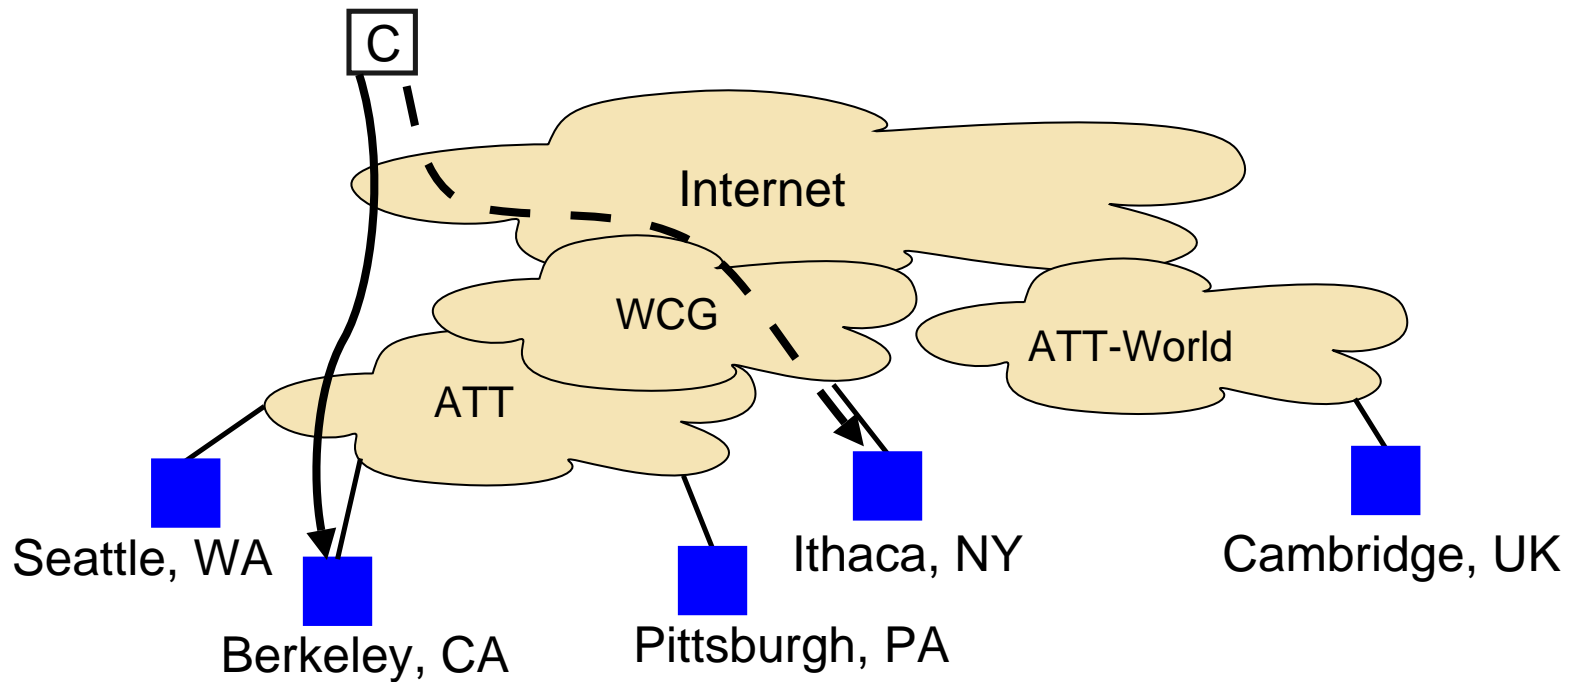 C
Internet
WCG
ATT-World
ATT
Seattle, WA
Ithaca, NY
Cambridge, UK
Berkeley, CA
Pittsburgh, PA